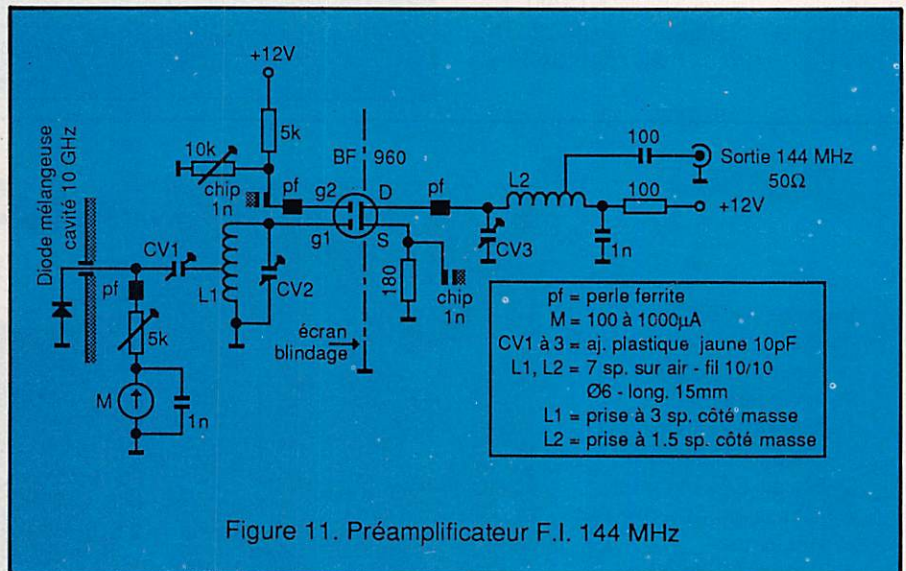 +12V
5k
10k
BF 960
100
chip
1n
pf
g2
D
pf
L2
Sortie 144 MHz
50Ω
100
+12V
Diode mélangeuse
cavité 10 GHz
CV1
g1
S
L1
CV2
CV3
1n
180
chip
1n
pf
5k
écran
blindage
M
1n
pf = perle ferrite
M = 100 à 1000µA
CV1 à 3 = aj. plastique jaune 10pF
L1, L2 = 7 sp. sur air - fil 10/10
Ø6 - long. 15mm
L1 = prise à 3 sp. côté masse
L2 = prise à 1.5 sp. côté masse
Figure 11. Préamplificateur F.I. 144 MHz